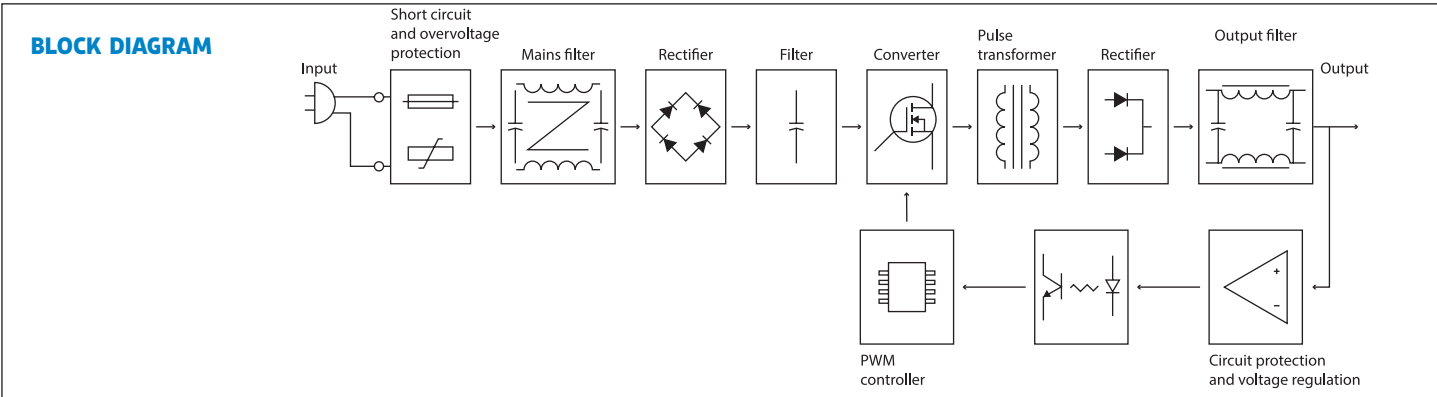 BLOCK DIAGRAM
Input
Short circuit
and overvoltage
protection
Mains filter
Rectifier
Filter
Converter
Pulse
transformer
Rectifier
Output filter
Output
+
−
PWM
controller
Circuit protection
and voltage regulation